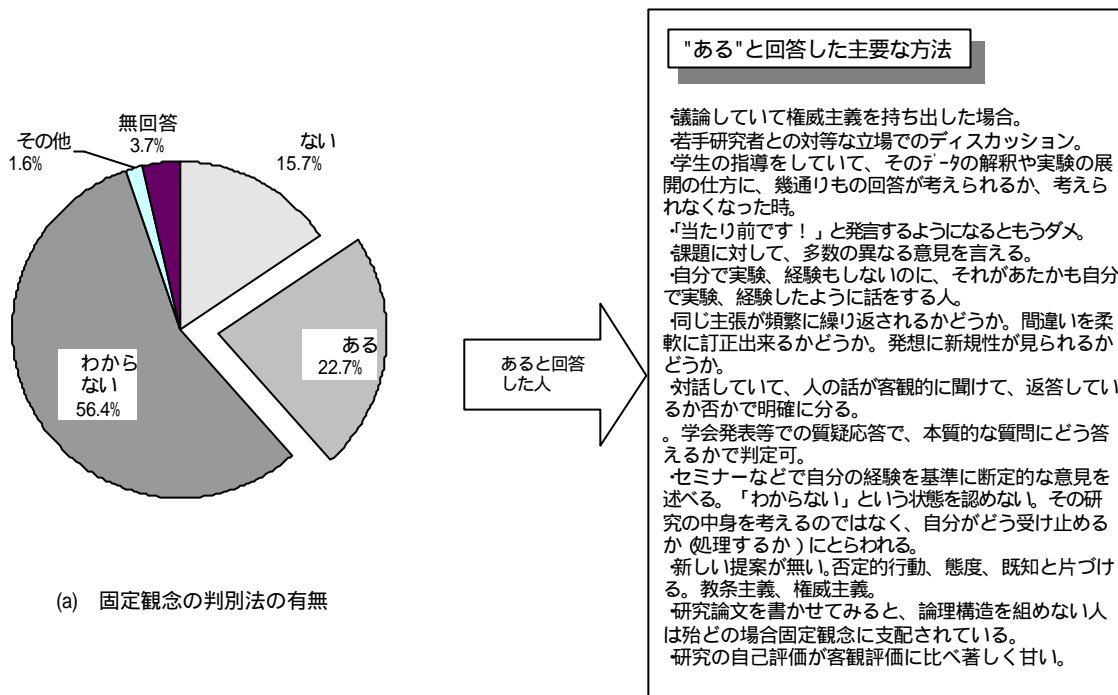 無回答
3.7%
その他
1.6%
ない
15.7%
ある
22.7%
わから
ない
56.4%
(a) 固定観念の判別法の有無
あると回答
した人
"ある"と回答した主要な方法
・議論していて権威主義を持ち出した場合。
・若手研究者との対等な立場でのディスカッション。
・学生の指導をしていて、そのデータの解釈や実験の展
開の仕方に、幾通りもの回答が考えられるか、考えら
れなくなった時。
・「当たり前です！」と発言するようになるともうダメ。
・課題に対して、多数の異なる意見を言える。
・自分で実験、経験もしないのに、それがあたかも自分
で実験、経験したように話をする人。
・同じ主張が頻繁に繰り返されるかどうか。間違いを柔
軟に訂正出来るかどうか。発想に新規性が見られるか
どうか。
・対話していて、人の話が客観的に聞けて、返答してい
るか否かで明確に分る。
。学会発表等での質疑応答で、本質的な質問にどう答
えるかで判定可。
・セミナーなどで自分の経験を基準に断定的な意見を
述べる。「わからない」という状態を認めない。その研
究の中身を考えるのではなく、自分がどう受け止める
か（処理するか）にとらわれる。
・新しい提案が無い。否定的行動、態度、既知と片づけ
る。教条主義、権威主義。
・研究論文を書かせてみると、論理構造を組めない人
は殆どの場合固定観念に支配されている。
・研究の自己評価が客観評価に比べ著しく甘い。